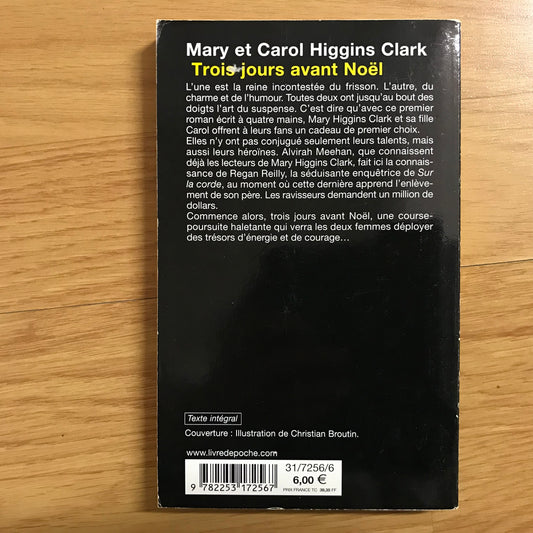 Mary et Carol Higgins Clark
Trois jours avant Noël
L'une est la reine incontestée du frisson. L'autre, du
charme et de l'humour. Toutes deux ont jusqu'au bout des
doigts l'art du suspense. C'est dire qu'avec ce premier
roman écrit à quatre mains, Mary Higgins Clark et sa fille
Carol offrent à leurs fans un cadeau de premier choix.
Elles n'y ont pas conjugué seulement leurs talents, mais
aussi leurs héroïnes. Alvirah Meehan, que connaissent
déjà les lecteurs de Mary Higgins Clark, fait ici la connais-
sance de Regan Reilly, la séduisante enquêtrice de Sur
la corde, au moment où cette dernière apprend l'enlève-
ment de son père. Les ravisseurs demandent un million de
dollars.
Commence alors, trois jours avant Noël, une course-
poursuite haletante qui verra les deux femmes déployer
des trésors d'énergie et de courage…
Texte intégral
Couverture : Illustration de Christian Broutin.
www.livredepoche.com
31/7256/6
6,00 €
PRIX FRANCE TC 39,36 FF
9 782253 172567